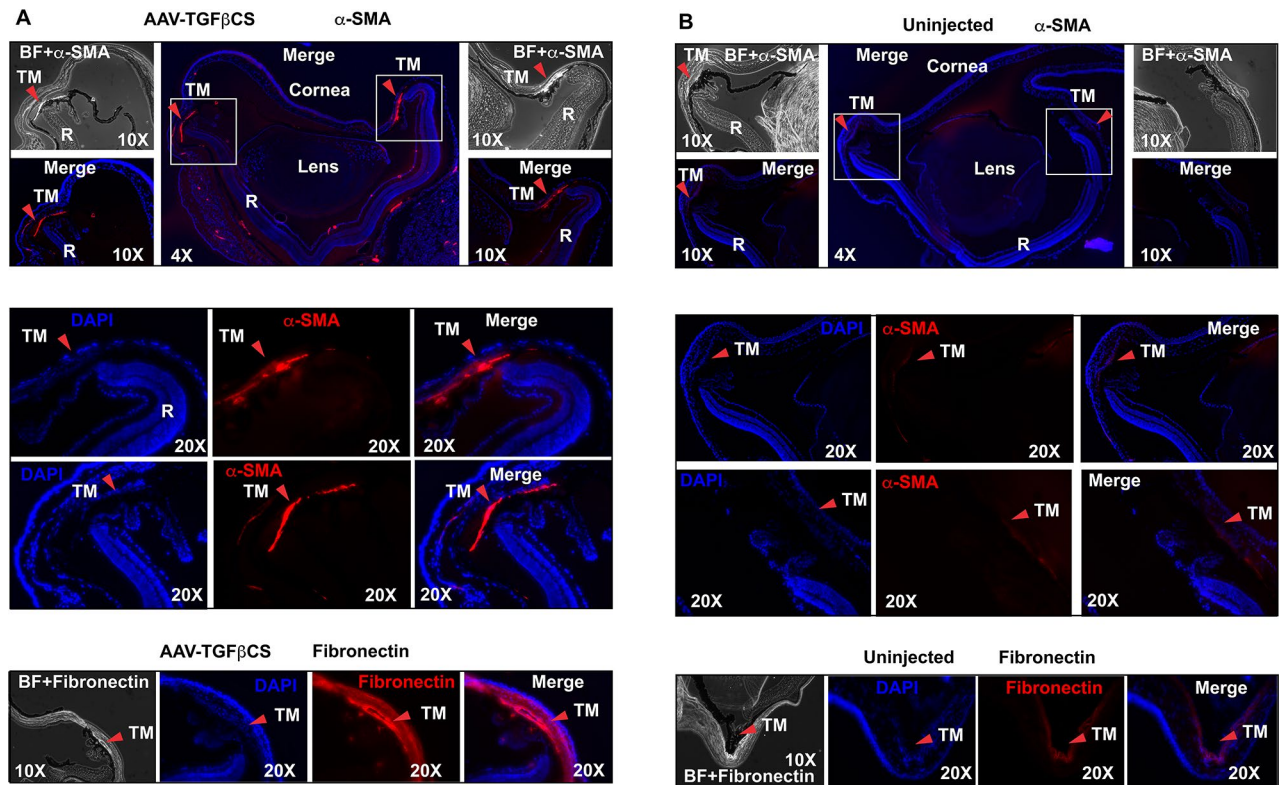 A
AAV-TGFβCS α-SMA
BF+α-SMA
TM
R
10X
Merge
TM
R
10X
Merge
Cornea
TM
TM
Lens
R
4X
BF+α-SMA
TM
R
10X
Merge
TM
R
10X
DAPI
TM
R
20X
α-SMA
TM
20X
Merge
TM
20X
DAPI
TM
20X
α-SMA
TM
20X
Merge
TM
20X
AAV-TGFβCS Fibronectin
BF+Fibronectin
TM
10X
DAPI
TM
20X
Fibronectin
TM
20X
Merge
TM
20X
B
Uninjected α-SMA
TM
BF+α-SMA
R
10X
Merge
TM
R
10X
Merge
Cornea
TM
TM
Lens
R
4X
BF+α-SMA
10X
Merge
10X
DAPI
TM
20X
α-SMA
TM
20X
Merge
TM
20X
DAPI
TM
20X
α-SMA
TM
20X
Merge
TM
20X
Uninjected Fibronectin
TM
10X
BF+Fibronectin
DAPI
TM
20X
Fibronectin
TM
20X
Merge
TM
20X